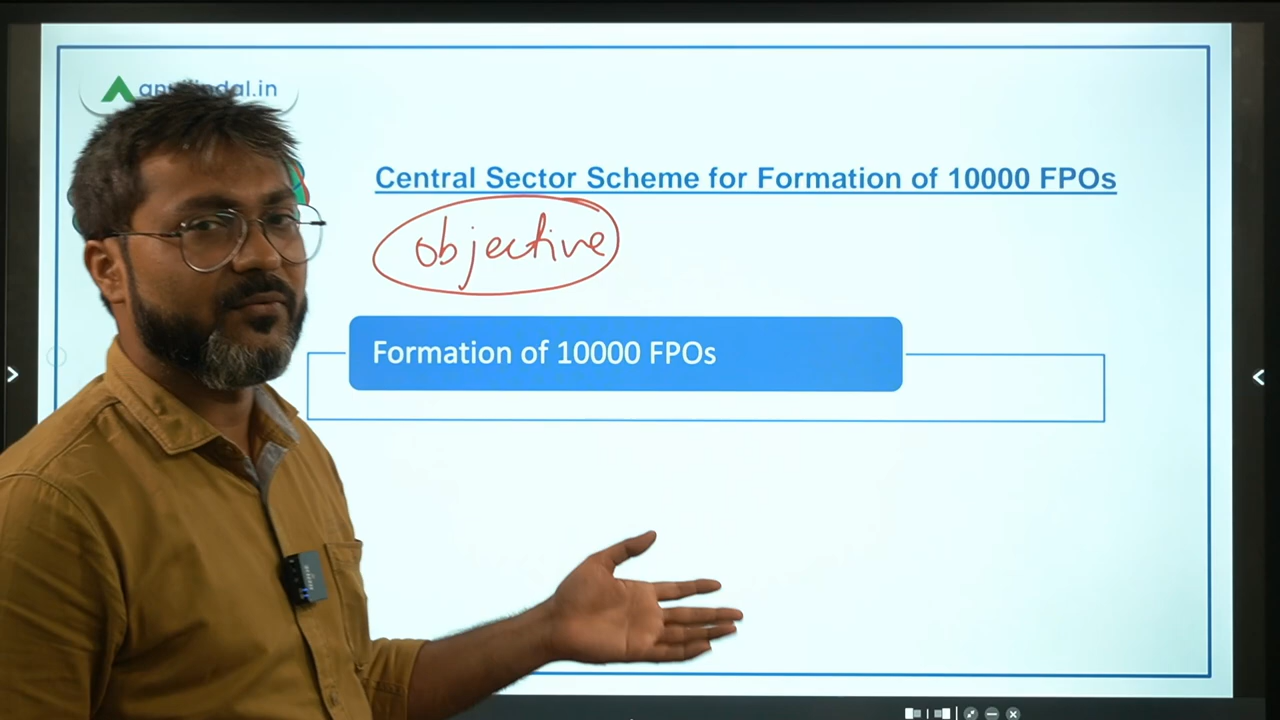 Central Sector Scheme for Formation of 10000 FPOs
objective
Formation of 10000 FPOs